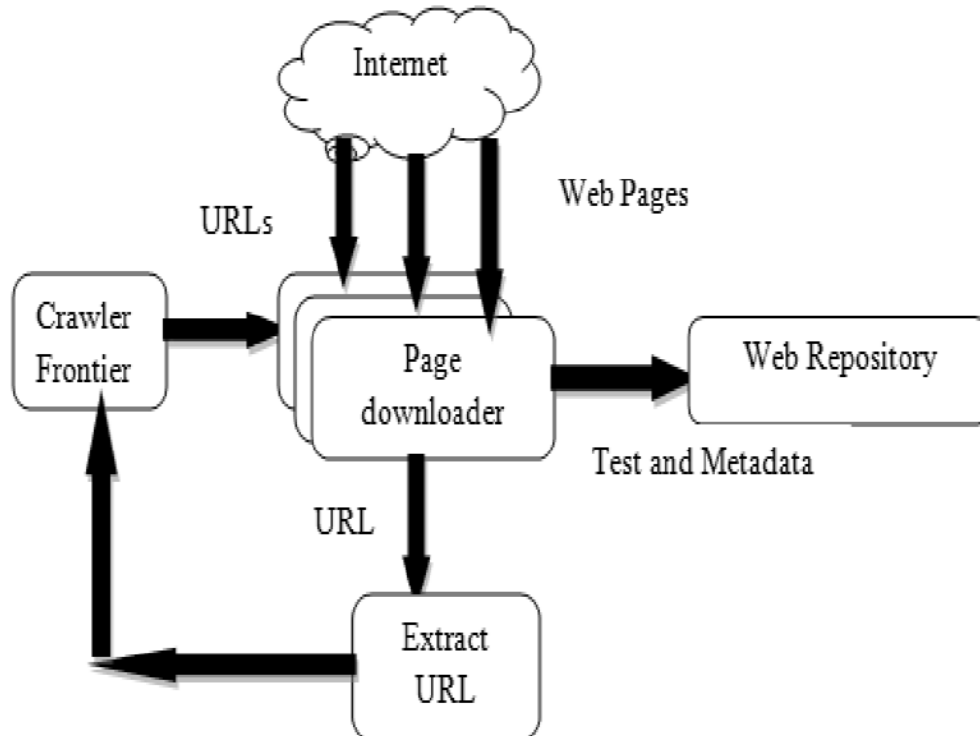 Internet
Web Pages
URLs
Crawler
Frontier
Page
downloader
Web Repository
Test and Metadata
URL
Extract
URL